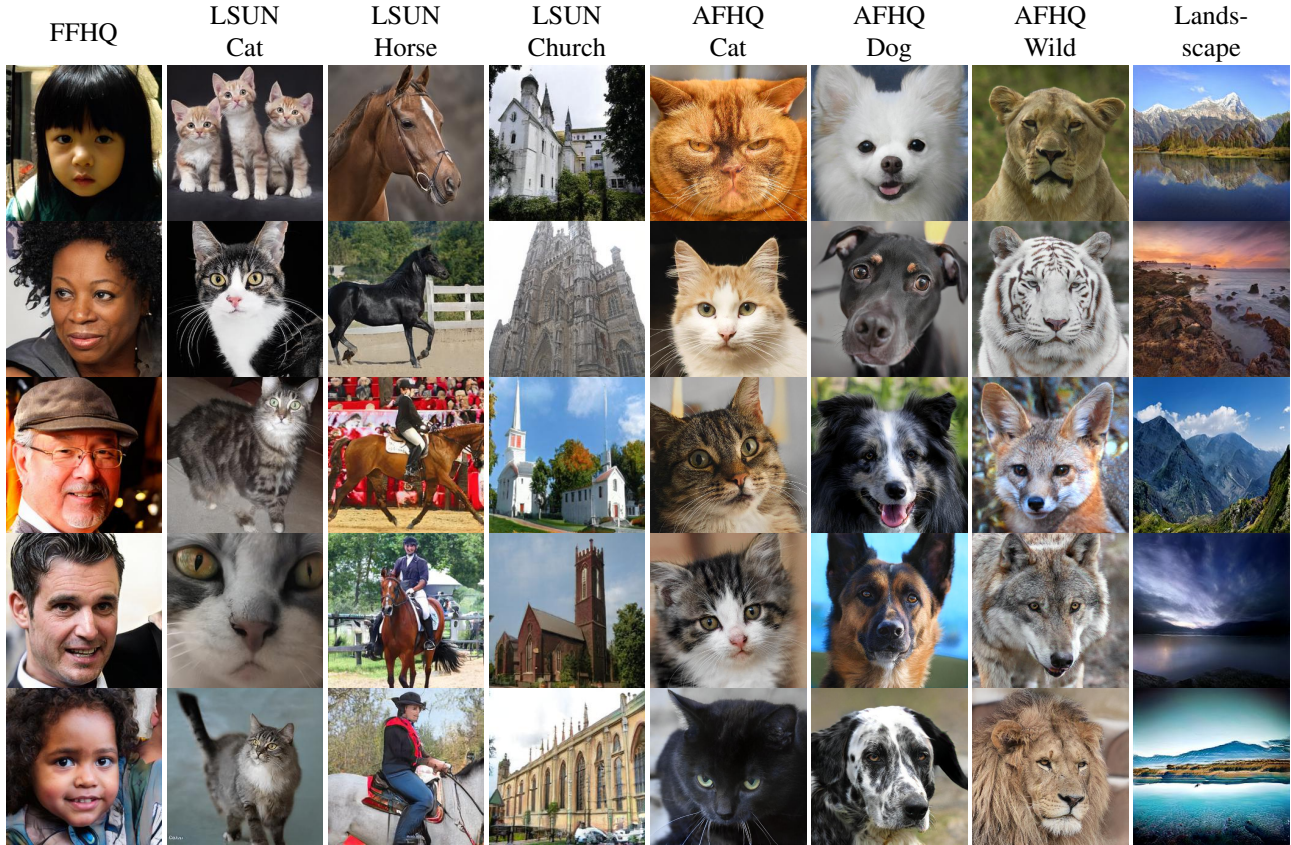 FFHQ
LSUN
Cat
LSUN
Horse
LSUN
Church
AFHQ
Cat
AFHQ
Dog
AFHQ
Wild
Lands-
scape